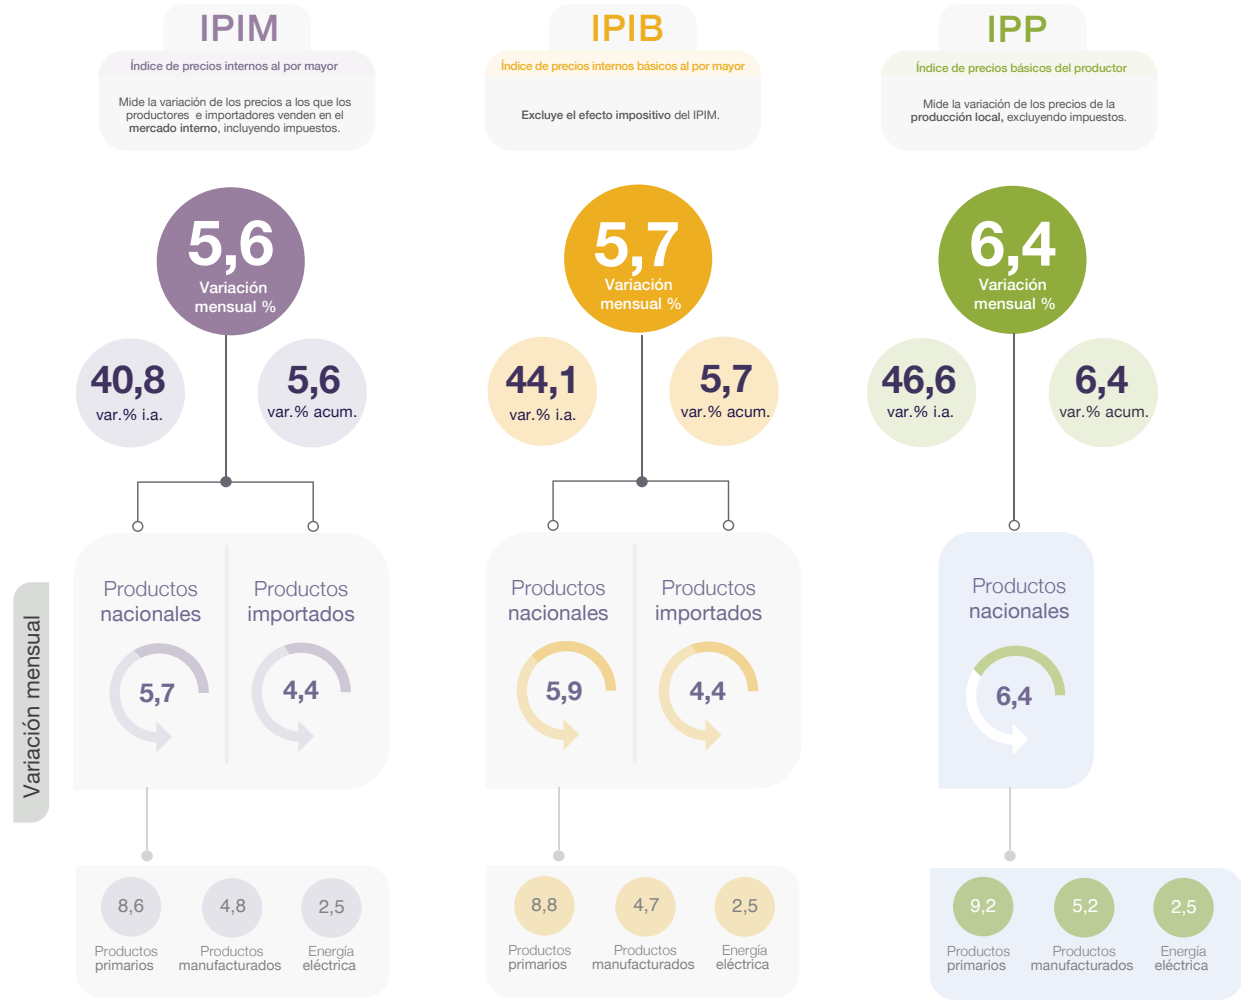 IPIM
Índice de precios internos al por mayor
Mide la variación de los precios a los que los
productores e importadores venden en el
mercado interno, incluyendo impuestos.
5,6
Variación
mensual %
40,8
var.% i.a.
5,6
var.% acum.
IPIB
Índice de precios internos básicos al por mayor
Excluye el efecto impositivo del IPIM.
5,7
Variación
mensual %
44,1
var.% i.a.
5,7
var.% acum.
IPP
Índice de precios básicos del productor
Mide la variación de los precios de la
producción local, excluyendo impuestos.
6,4
Variación
mensual %
46,6
var.% i.a.
6,4
var.% acum.
Variación mensual
Productos
nacionales
5,7
Productos
importados
4,4
Productos
nacionales
5,9
Productos
importados
4,4
Productos
nacionales
6,4
8,6
Productos
primarios
4,8
Productos
manufacturados
2,5
Energía
eléctrica
8,8
Productos
primarios
4,7
Productos
manufacturados
2,5
Energía
eléctrica
9,2
Productos
primarios
5,2
Productos
manufacturados
2,5
Energía
eléctrica